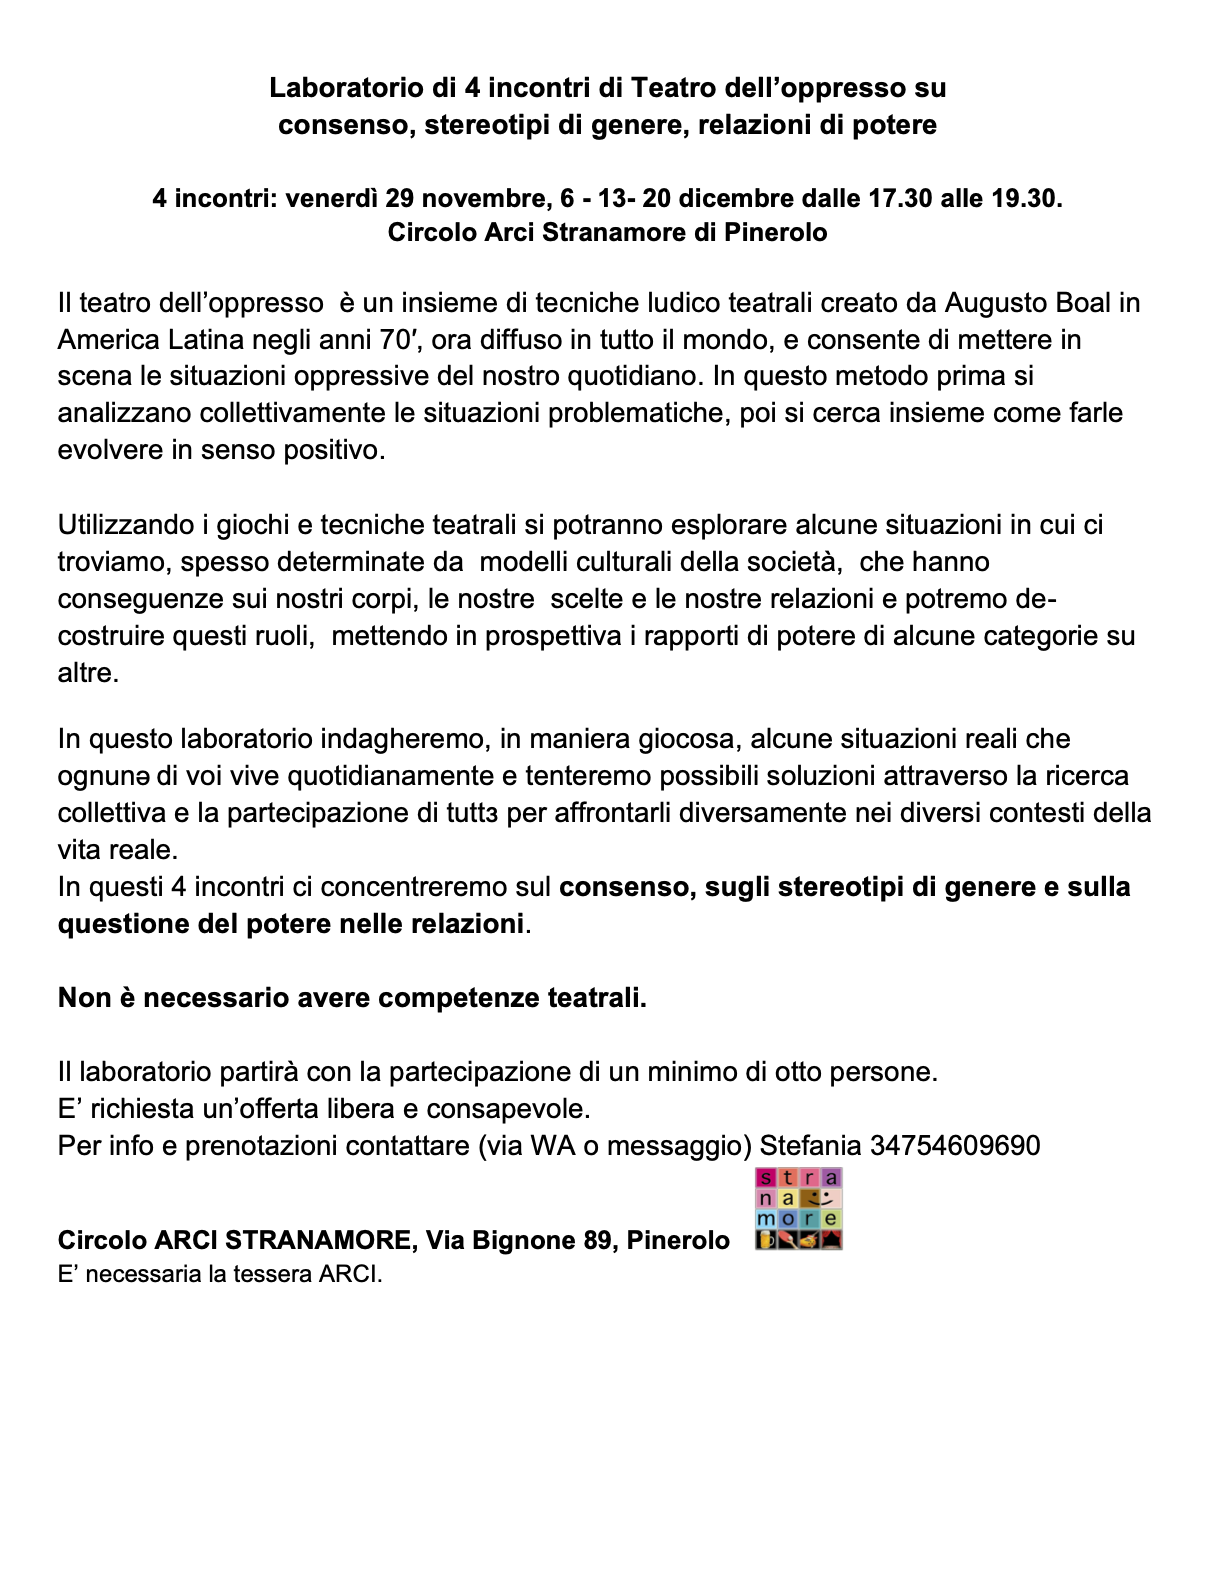 Laboratorio di 4 incontri di Teatro dell’oppresso su
consenso, stereotipi di genere, relazioni di potere
4 incontri: venerdì 29 novembre, 6 - 13- 20 dicembre dalle 17.30 alle 19.30.
Circolo Arci Stranamore di Pinerolo
Il teatro dell’oppresso  è un insieme di tecniche ludico teatrali creato da Augusto Boal in
America Latina negli anni 70′, ora diffuso in tutto il mondo, e consente di mettere in
scena le situazioni oppressive del nostro quotidiano. In questo metodo prima si
analizzano collettivamente le situazioni problematiche, poi si cerca insieme come farle
evolvere in senso positivo.
Utilizzando i giochi e tecniche teatrali si potranno esplorare alcune situazioni in cui ci
troviamo, spesso determinate da  modelli culturali della società,  che hanno
conseguenze sui nostri corpi, le nostre  scelte e le nostre relazioni e potremo de-
costruire questi ruoli,  mettendo in prospettiva i rapporti di potere di alcune categorie su
altre.
In questo laboratorio indagheremo, in maniera giocosa, alcune situazioni reali che
ognunə di voi vive quotidianamente e tenteremo possibili soluzioni attraverso la ricerca
collettiva e la partecipazione di tuttɜ per affrontarli diversamente nei diversi contesti della
vita reale.
In questi 4 incontri ci concentreremo sul consenso, sugli stereotipi di genere e sulla
questione del potere nelle relazioni.
Non è necessario avere competenze teatrali.
Il laboratorio partirà con la partecipazione di un minimo di otto persone.
E’ richiesta un’offerta libera e consapevole.
Per info e prenotazioni contattare (via WA o messaggio) Stefania 34754609690
stra
na
more
Circolo ARCI STRANAMORE, Via Bignone 89, Pinerolo
E’ necessaria la tessera ARCI.